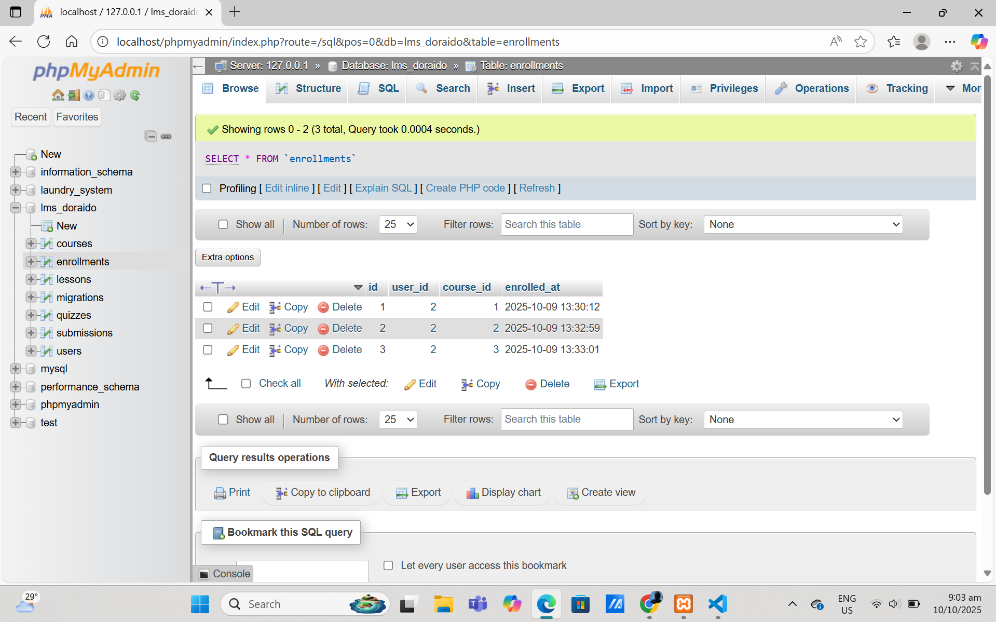 localhost / 127.0.0.1 / lms_doraido
localhost/phpmyadmin/index.php?route=/sql&pos=0&db=lms_doraido&table=enrollments
phpMyAdmin
Recent Favorites
New
information_schema
laundry_system
lms_doraido
New
courses
enrollments
lessons
migrations
quizzes
submissions
users
mysql
performance_schema
phpmyadmin
test
Server: 127.0.0.1 » Database: lms_doraido » Table: enrollments
Browse Structure SQL Search Insert Export Import Privileges Operations Tracking Mor
Showing rows 0 - 2 (3 total, Query took 0.0004 seconds.)
SELECT * FROM `enrollments`
Profiling [ Edit inline ] [ Edit ] [ Explain SQL ] [ Create PHP code ] [ Refresh ]
Show all Number of rows: 25 Filter rows: Search this table Sort by key: None
Extra options
←T→ id user_id course_id enrolled_at
Edit Copy Delete 1 2 1 2025-10-09 13:30:12
Edit Copy Delete 2 2 2 2025-10-09 13:32:59
Edit Copy Delete 3 2 3 2025-10-09 13:33:01
Check all With selected: Edit Copy Delete Export
Show all Number of rows: 25 Filter rows: Search this table Sort by key: None
Query results operations
Print Copy to clipboard Export Display chart Create view
Bookmark this SQL query
Let every user access this bookmark
Console
29°
Search
ENG
US
9:03 am
10/10/2025